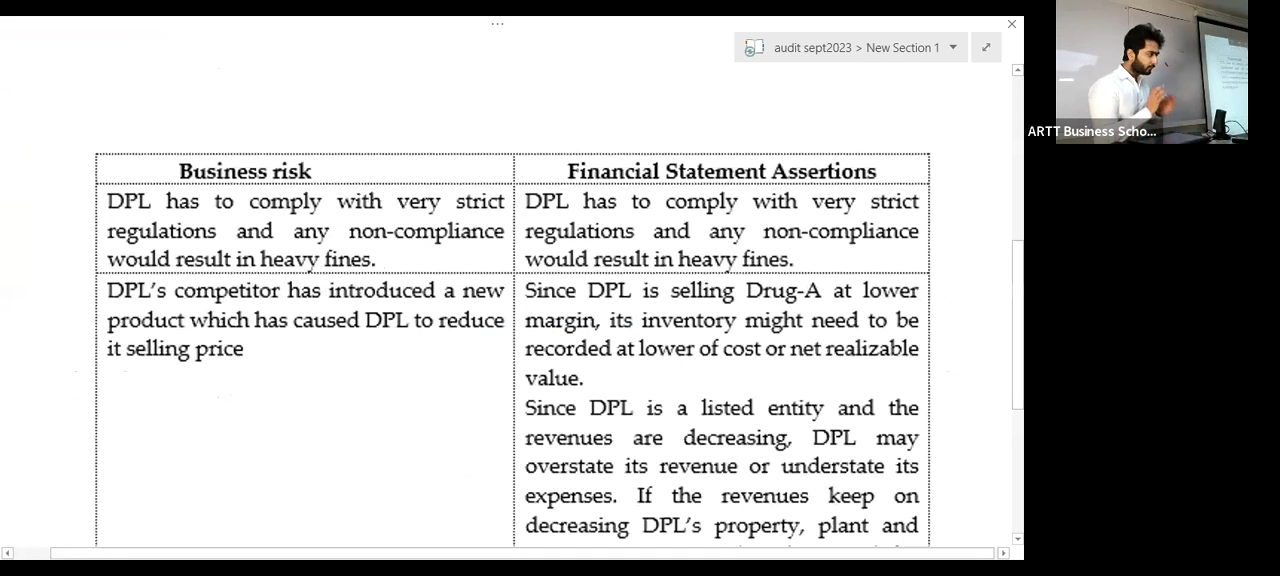 ...
audit sept2023 > New Section 1
ARTT Business Scho...
Business risk
Financial Statement Assertions
DPL has to comply with very strict
regulations and any non-compliance
would result in heavy fines.
DPL has to comply with very strict
regulations and any non-compliance
would result in heavy fines.
DPL's competitor has introduced a new
product which has caused DPL to reduce
it selling price
Since DPL is selling Drug-A at lower
margin, its inventory might need to be
recorded at lower of cost or net realizable
value.
Since DPL is a listed entity and the
revenues are decreasing, DPL may
overstate its revenue or understate its
expenses. If the revenues keep on
decreasing DPL's property, plant and